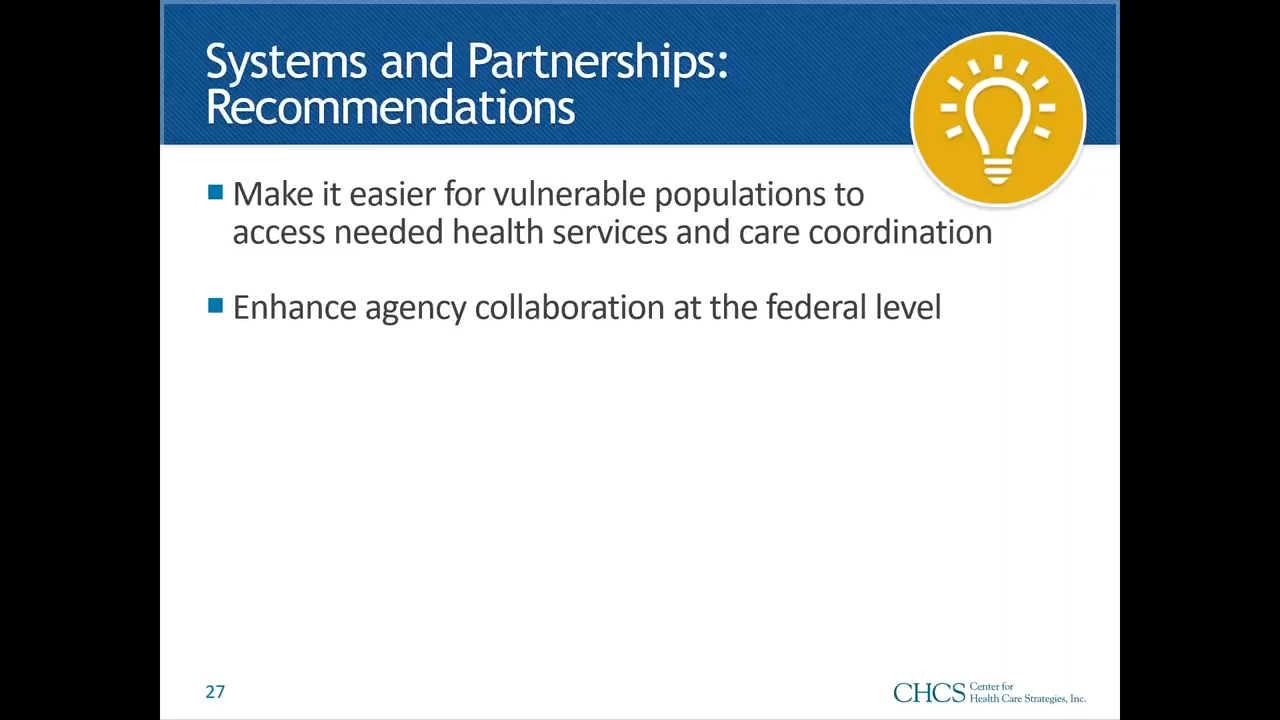 Systems and Partnerships:
Recommendations
Make it easier for vulnerable populations to
access needed health services and care coordination
Enhance agency collaboration at the federal level
27
CHCS Center for
Health Care Strategies, Inc.